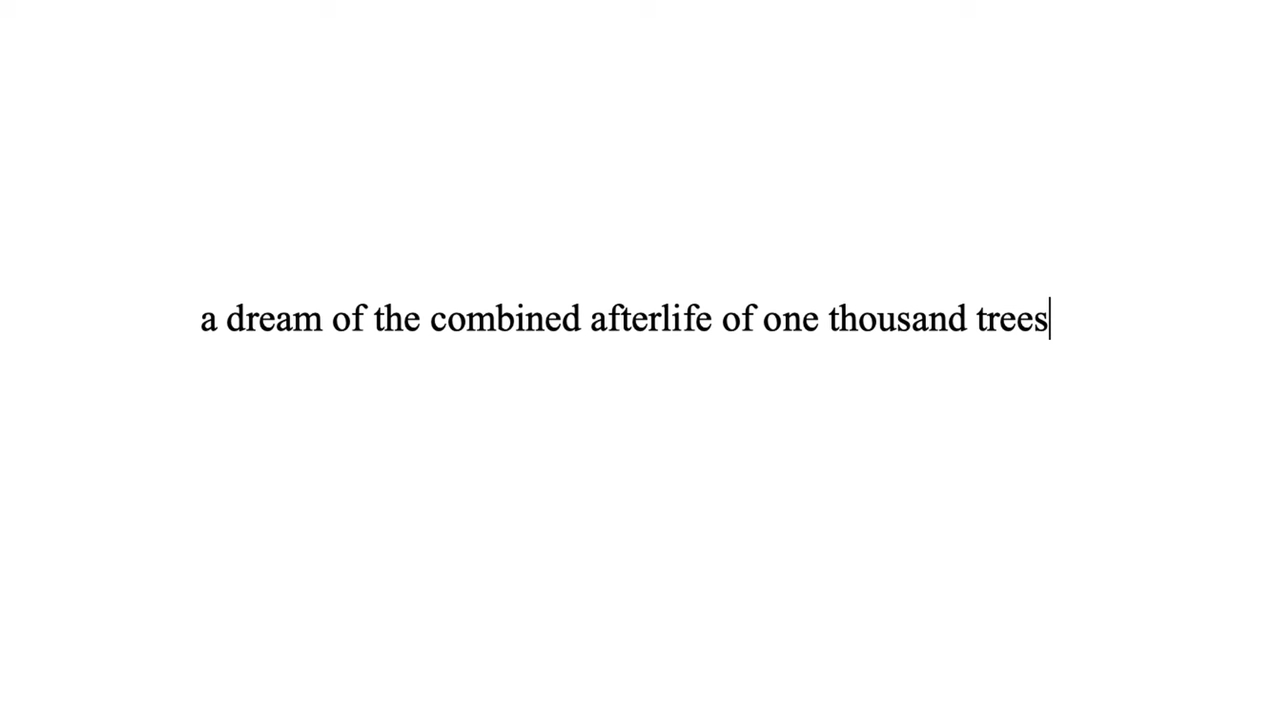 a dream of the combined afterlife of one thousand trees